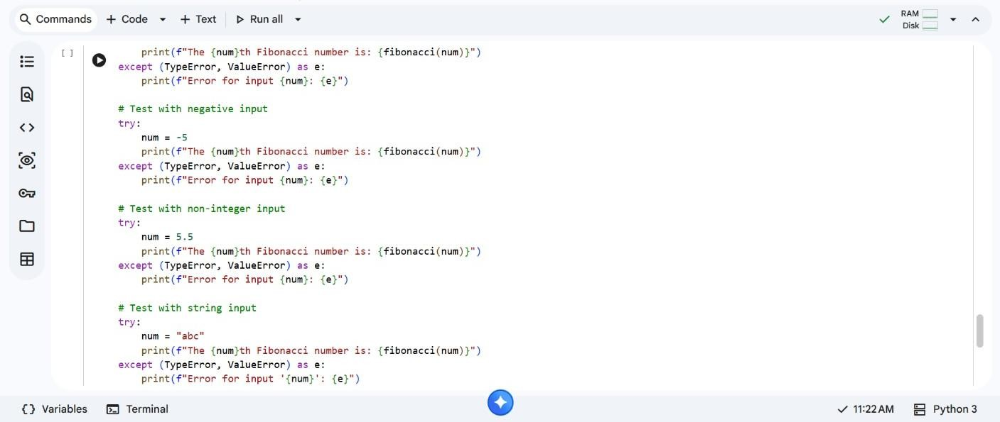 Commands + Code + Text Run all
RAM
Disk
[ ]
print(f"The {num}th Fibonacci number is: {fibonacci(num)}")
except (TypeError, ValueError) as e:
print(f"Error for input {num}: {e}")
# Test with negative input
try:
num = -5
print(f"The {num}th Fibonacci number is: {fibonacci(num)}")
except (TypeError, ValueError) as e:
print(f"Error for input {num}: {e}")
# Test with non-integer input
try:
num = 5.5
print(f"The {num}th Fibonacci number is: {fibonacci(num)}")
except (TypeError, ValueError) as e:
print(f"Error for input {num}: {e}")
# Test with string input
try:
num = "abc"
print(f"The {num}th Fibonacci number is: {fibonacci(num)}")
except (TypeError, ValueError) as e:
print(f"Error for input '{num}': {e}")
{} Variables Terminal 11:22 AM Python 3